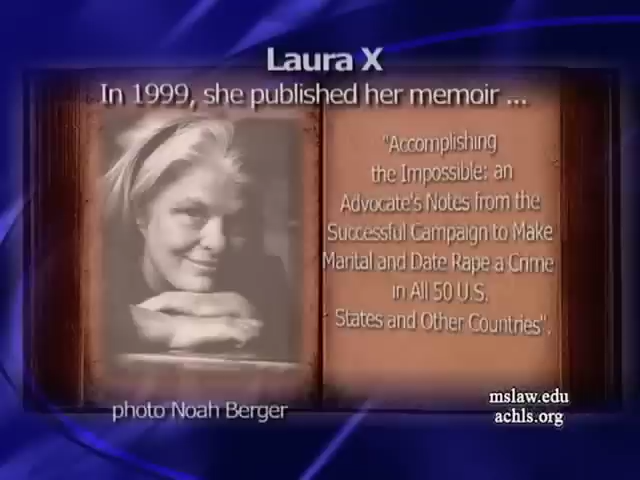 Laura X
In 1999, she published her memoir ...
"Accomplishing
the Impossible: an
Advocate's Notes from the
Successful Campaign to Make
Marital and Date Rape a Crime
in All 50 U.S.
States and Other Countries".
photo Noah Berger
mslaw.edu
achls.org